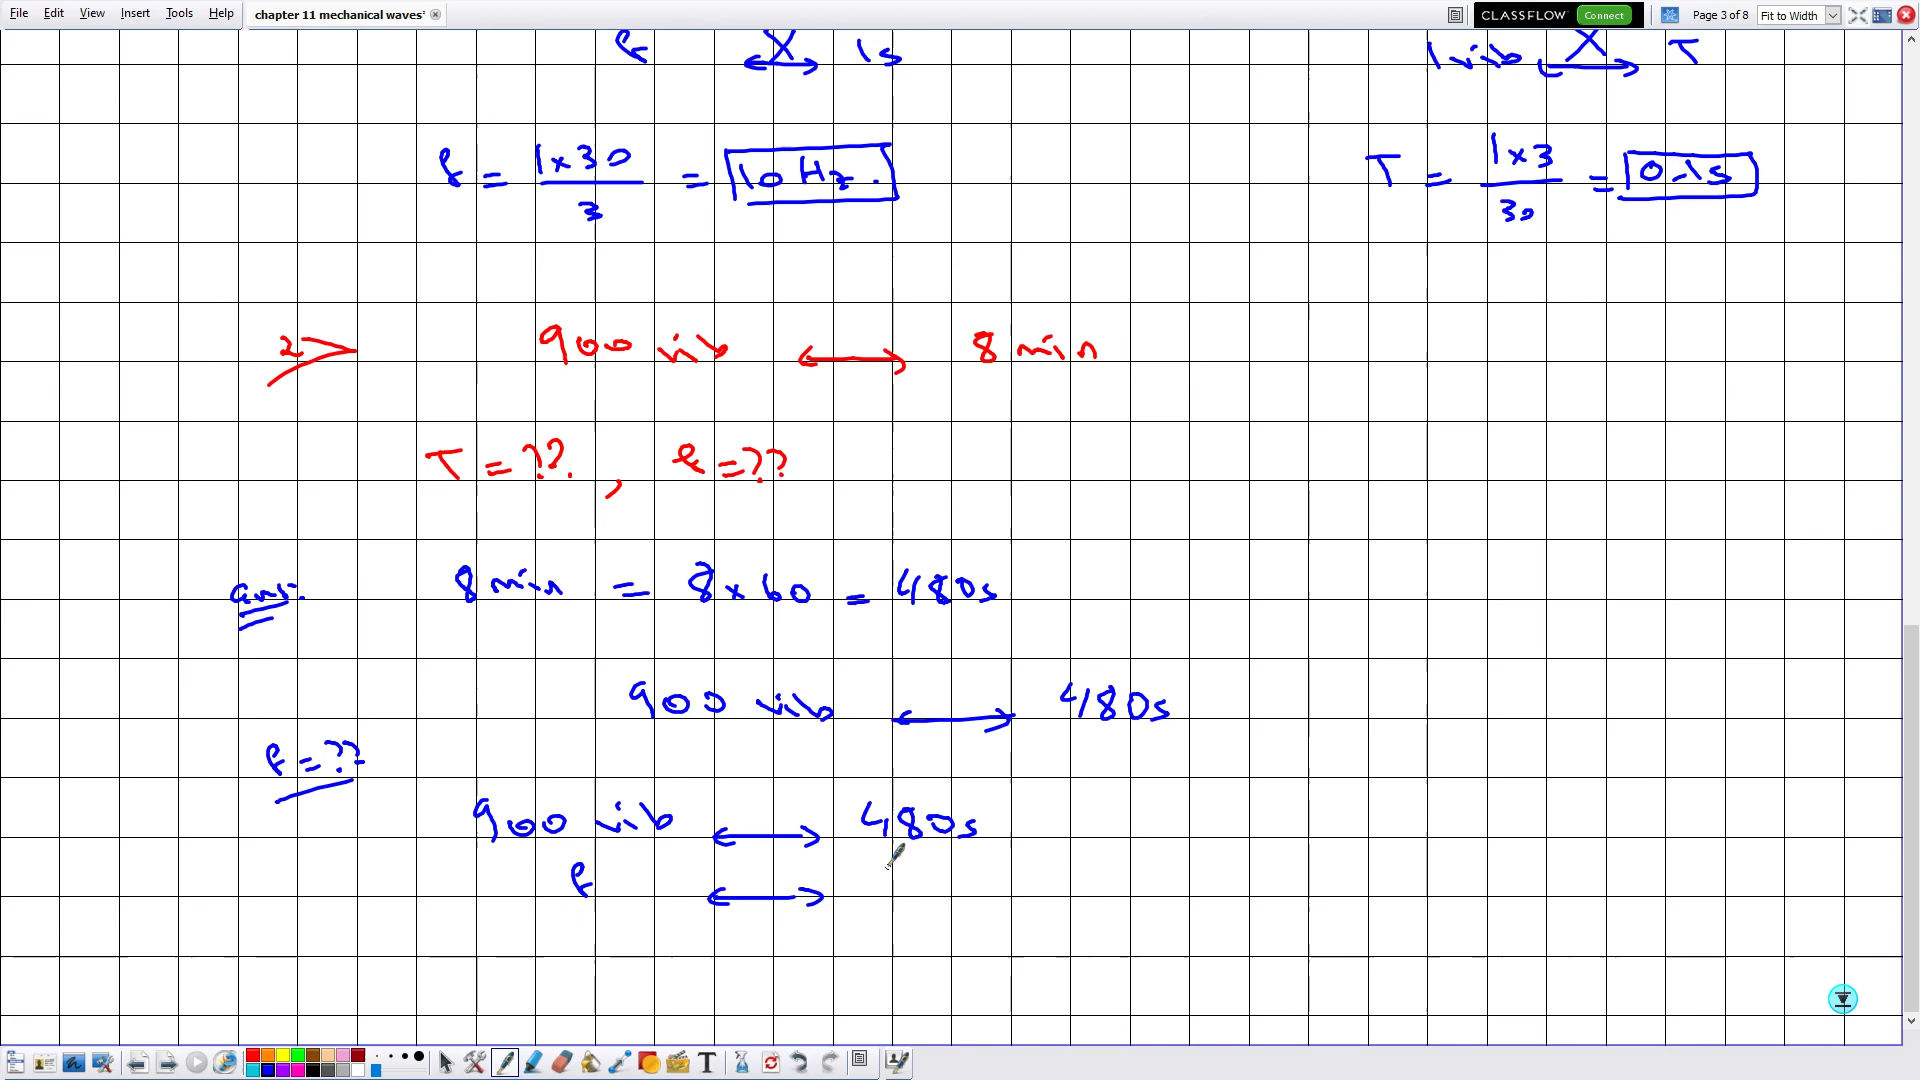 File Edit View Insert Tools Help chapter 11 mechanical waves* CLASSFLOW Connect Page 3 of 8 Fit to Width
f 1s 1 vib T
f = 1x30 / 3 = 10 Hz. T = 1x3 / 30 = 0.1s
2 900 vib 8 min
T = ??, f = ??
ans. 8 min = 8 x 60 = 480s
900 vib 480s
f = ??
900 vib 480s
f
T